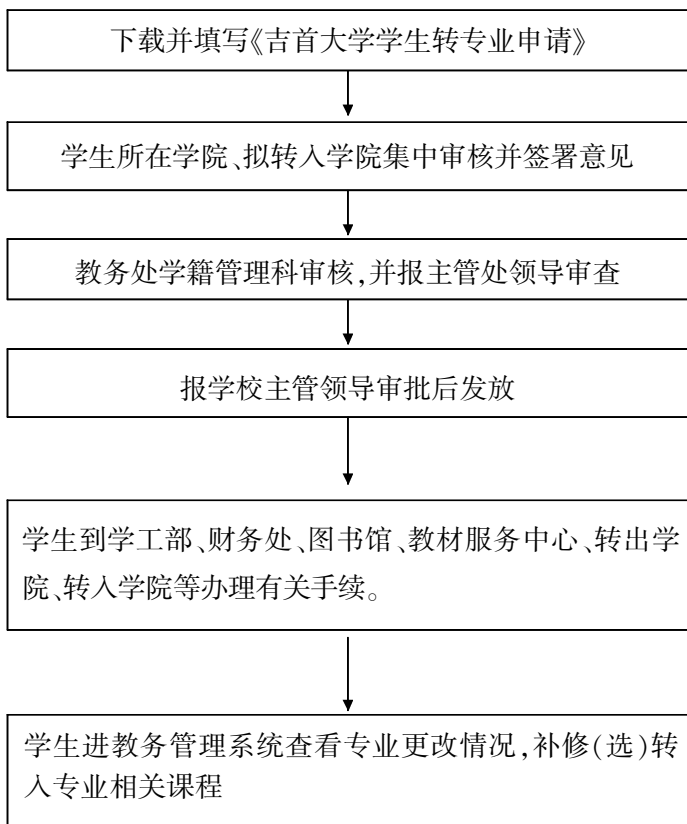 下载并填写《吉首大学学生转专业申请》
学生所在学院、拟转入学院集中审核并签署意见
教务处学籍管理科审核,并报主管处领导审查
报学校主管领导审批后发放
学生到学工部、财务处、图书馆、教材服务中心、转出学
院、转入学院等办理有关手续。
学生进教务管理系统查看专业更改情况,补修(选)转
入专业相关课程